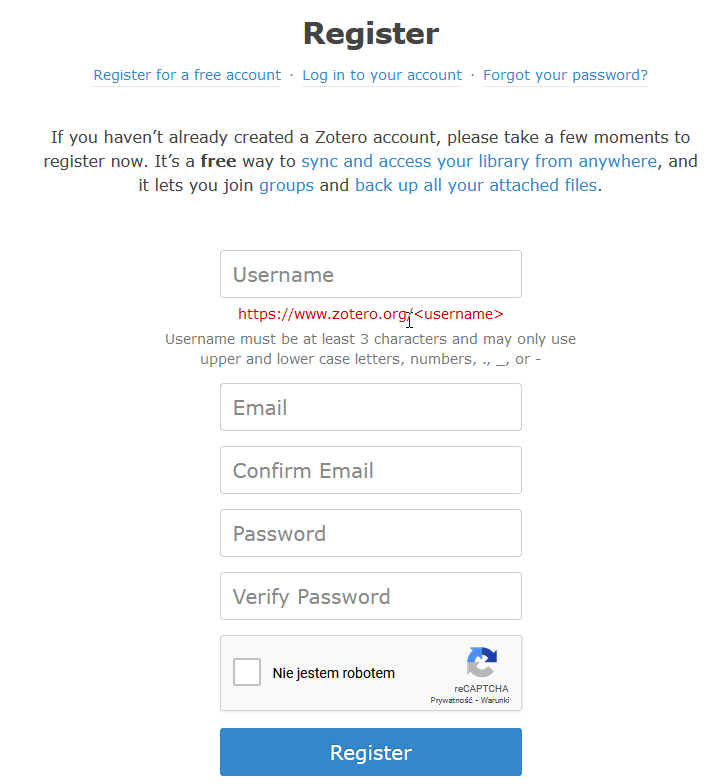 Register
Register for a free account · Log in to your account · Forgot your password?
If you haven’t already created a Zotero account, please take a few moments to
register now. It’s a free way to sync and access your library from anywhere, and
it lets you join groups and back up all your attached files.
Username
https://www.zotero.org/<username>
Username must be at least 3 characters and may only use
upper and lower case letters, numbers, ., _, or -
Email
Confirm Email
Password
Verify Password
Nie jestem robotem
reCAPTCHA
Prywatność - Warunki
Register